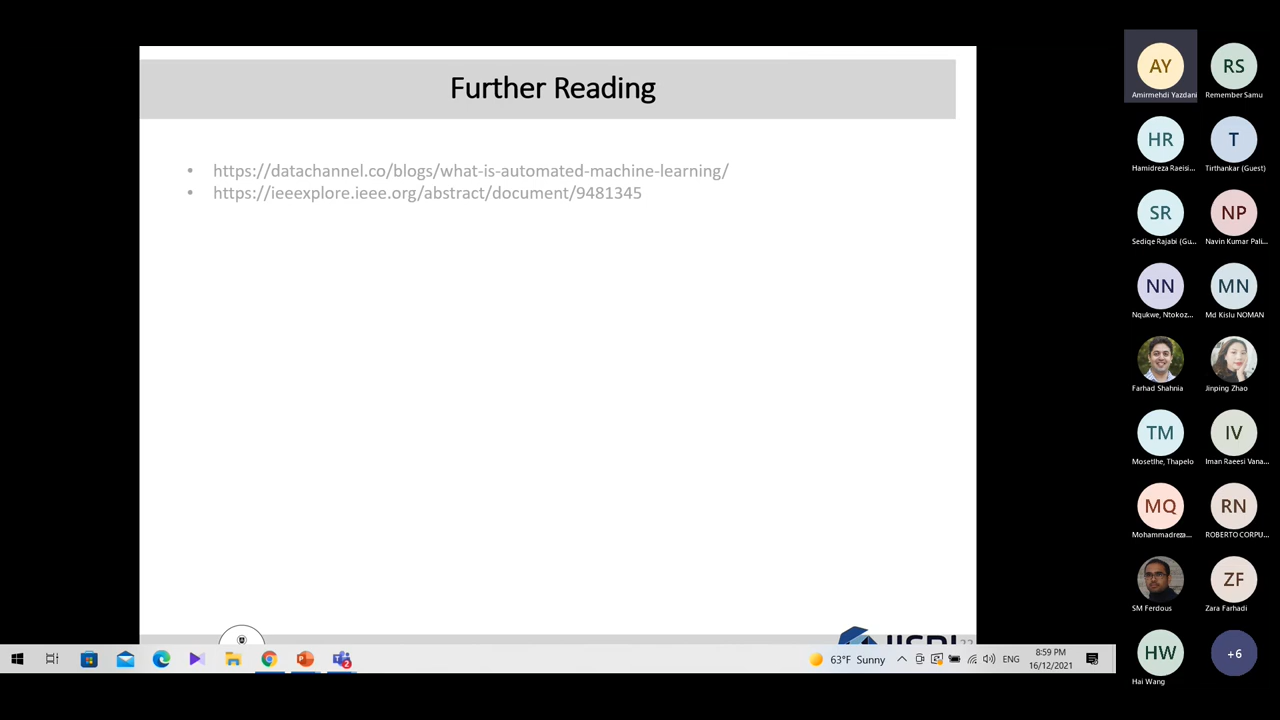 Further Reading
• https://datachannel.co/blogs/what-is-automated-machine-learning/
• https://ieeexplore.ieee.org/abstract/document/9481345
22
63°F Sunny
ENG
8:59 PM
16/12/2021
2
AY
Amirmehdi Yazdani
RS
Remember Samu
HR
Hamidreza Raeisi...
T
Tirthankar (Guest)
SR
Sediqe Rajabi (Gu...
NP
Navin Kumar Pali...
NN
Nqukwe, Ntokoz...
MN
Md Kislu NOMAN
Farhad Shahnia
Jinping Zhao
TM
Mosetlhe, Thapelo
IV
Iman Raeesi Vana...
MQ
Mohammadreza...
RN
ROBERTO CORPU...
SM Ferdous
ZF
Zara Farhadi
HW
Hai Wang
+6